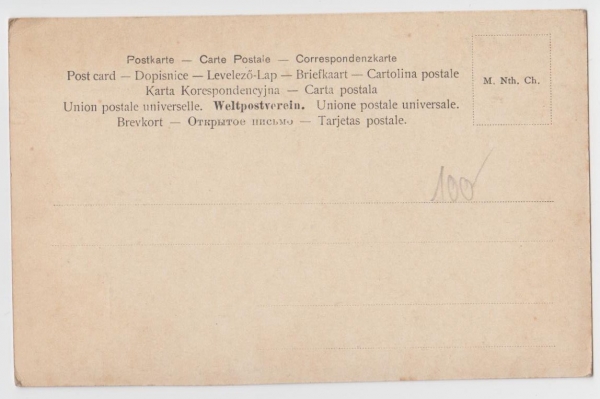 Postkarte — Carte Postale — Correspondenzkarte
Post card — Dopisnice — Levelező-Lap — Briefkaart — Cartolina postale
Karta Korespondencyjna — Carta postala
Union postale universelle. Weltpostverein. Unione postale universale.
Brevkort — Открытое письмо — Tarjetas postale.
M. Nth. Ch.
100